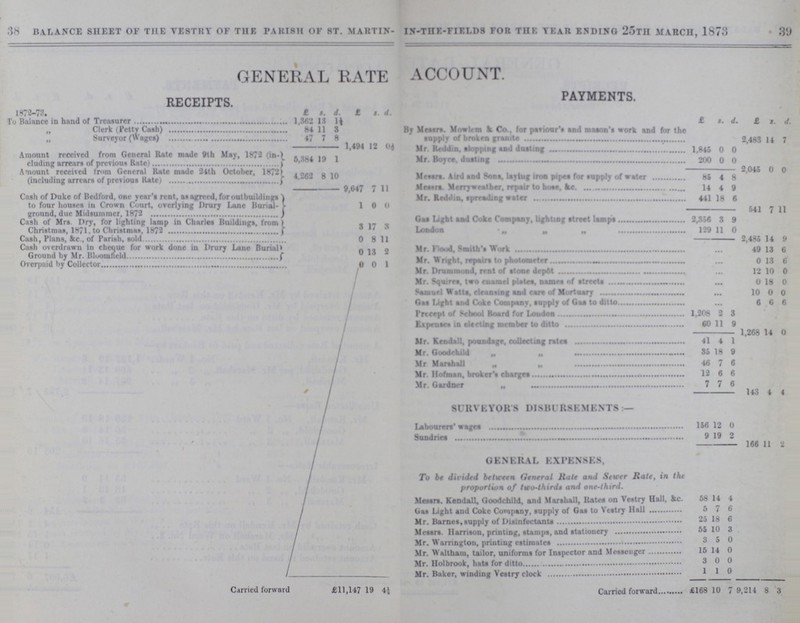 38 BALANCE SHEET OF THE VESTRY OF THE PARISH OF ST. MARTIN-
GENERAL RATE
RECEIPTS.
1872-73. £ s. d. £ s. d.
To Balance in hand of Treasurer 1,362 13 1½
„ Clerk (Petty Cash) 84 11 3
„ Surveyor (Wages) 47 7 8
1,494 12 0½
Amount received from General Rate made 9th May, 1872 (in-
cluding arrears of previous Rate) 5,384 19 1
Amount received from General Rate made 24th October, 1872
(including arrears of previous Rate) 4,262 8 10
9,647 7 11
Cash of Duke of Bedford, one year's rent, as agreed, for outbuildings
to four houses in Crown Court, overlying Drury Lane Burial-
ground, due Midsummer, 1872 1 0 0
Cash of Mrs. Dry, for lighting lamp in Charles Buildings, from
Christmas, 1871, to Christmas, 1872 3 17 3
Cash, Plans, &c., of Parish, sold 0 8 11
Cash overdrawn in cheque for work done in Drury Lane Burial
Ground by Mr. Bloomfield 0 13 2
Overpaid by Collector 0 0 1
Carried forward £11,147 19 4½
IN-THE-FIELDS FOR THE YEAR ENDING 25TH MARCH, 1873 39
ACCOUNT.
PAYMENTS.
£ s. d. £ s. d.
By Messrs. Mowlem & Co., for paviour's and mason's work and for the
supply of broken granite 2,483 14 7
Mr. Reddin, slopping and dusting 1,845 0 0
Mr. Boyce, dusting 200 0 0
2,045 0 0
Messrs. Aird and Sons, laying iron pipes for supply of water 85 4 8
Messrs. Merryweather, repair to hose, &c. 14 4 9
Mr. Reddin, spreading water 441 18 6
541 7 11
Gas Light and Coke Company, lighting street lamps 2,356 3 9
London „ „ „ 129 11 0
2,485 14 9
Mr. Flood, Smith's Work ... 49 13 6
Mr. Wright, repairs to photometer ... 0 13 6
Mr. Drummond, rent of stone depôt ... 12 10 0
Mr. Squires, two enamel plates, names of streets ... 0 18 0
Samuel Watts, cleansing and care of Mortuary ... 10 0 0
Gas Light and Coke Company, supply of Gas to ditto ... 6 6 6
Precept of School Board for London 1,208 2 3
Expenses in electing member to ditto 60 11 9
1,268 14 0
Mr. Kendall, poundage, collecting rates 41 4 1
Mr. Goodchild „ „ 35 18 9
Mr. Marshall „ „ 46 7 6
Mr. Hofman, broker's charges 12 6 6
Mr. Gardner „ 7 7 6
143 4 4
SURVEYOR'S DISBURSEMENTS:—
Labourers' wages 156 12 0
Sundries 9 19 2
166 11 2
GENERAL EXPENSES,
To be divided between General Rate and Sewer Rate, in the
proportion of two-thirds and one-third.
Messrs. Kendall, Goodchild, and Marshall, Rates on Vestry Hall, &c. 58 14 4
Gas Light and Coke Company, supply of Gas to Vestry Hall 5 7 6
Mr. Barnes, supply of Disinfectants 25 18 6
Messrs. Harrison, printing, stamps, and stationery 55 10 3
Mr. Warrington, printing estimates 3 5 0
Mr. Waltham, tailor, uniforms for Inspector and Messenger 15 14 0
Mr. Holbrook, hats for ditto 3 0 0
Mr. Baker, winding Vestry clock 1 1 0
Carried forward £168 10 7 9,214 8 3